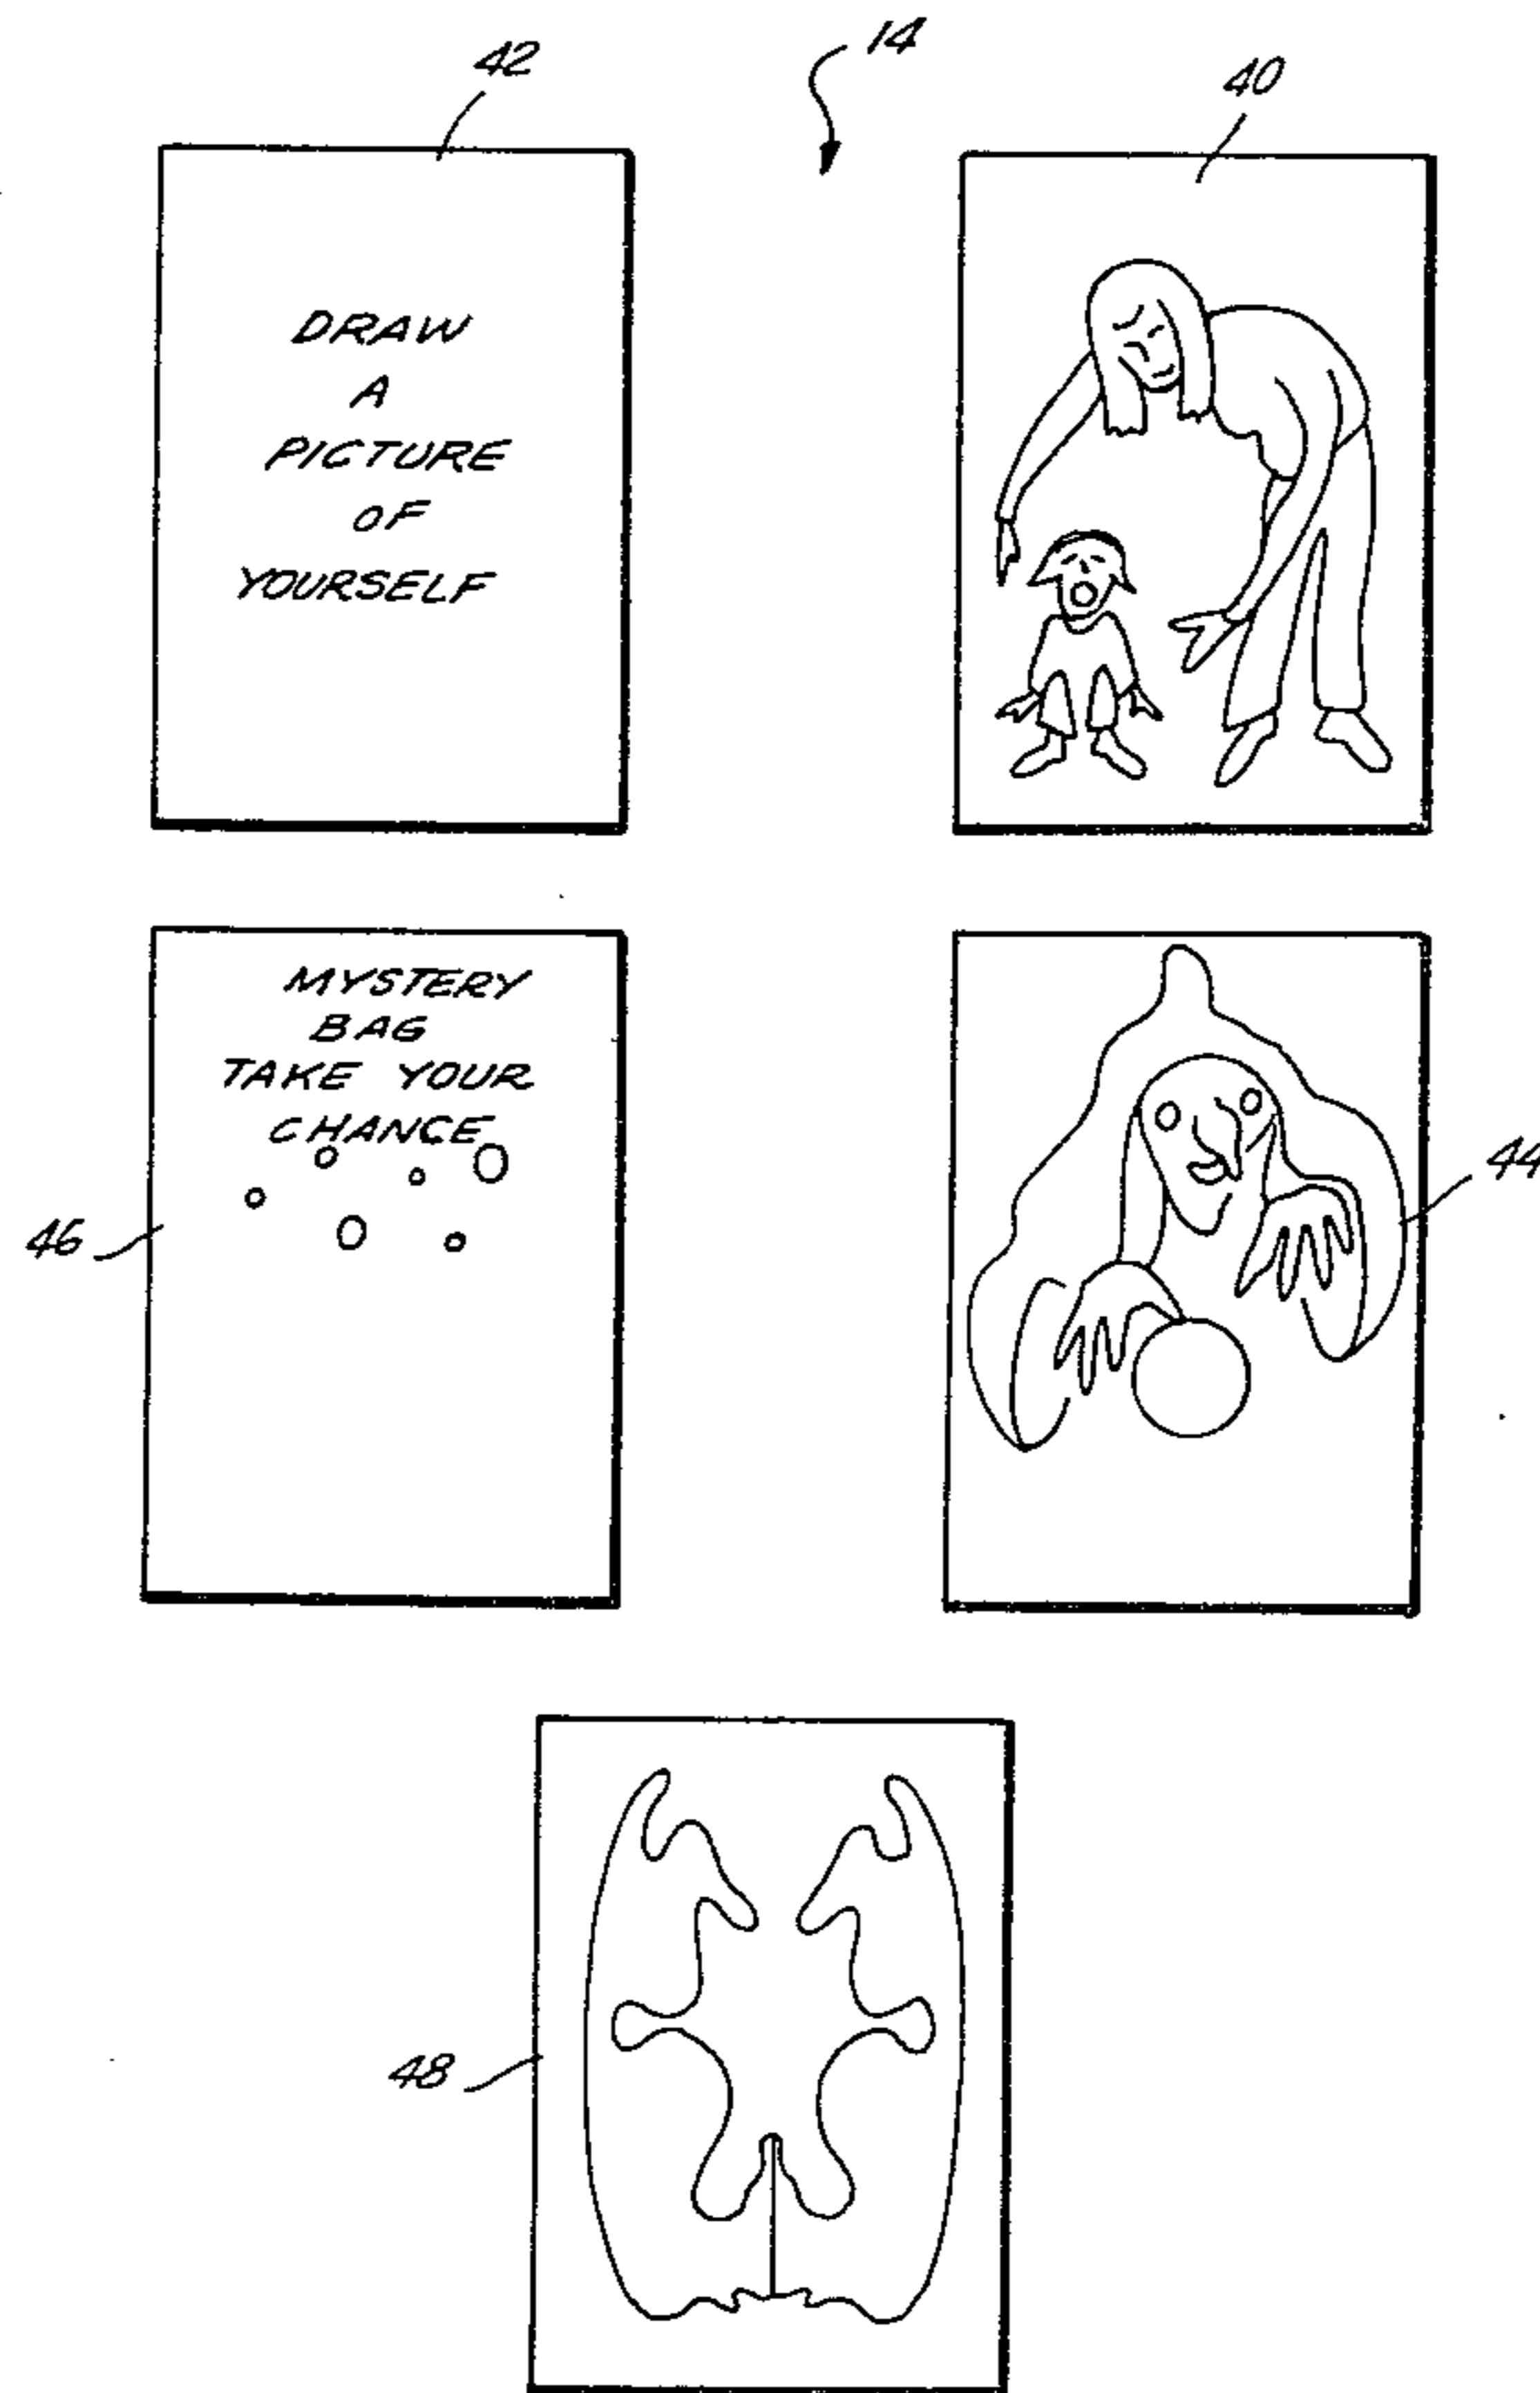 14
42
40
DRAW
A
PICTURE
OF
YOURSELF
MYSTERY
BAG
TAKE YOUR
CHANCE
46
44
48